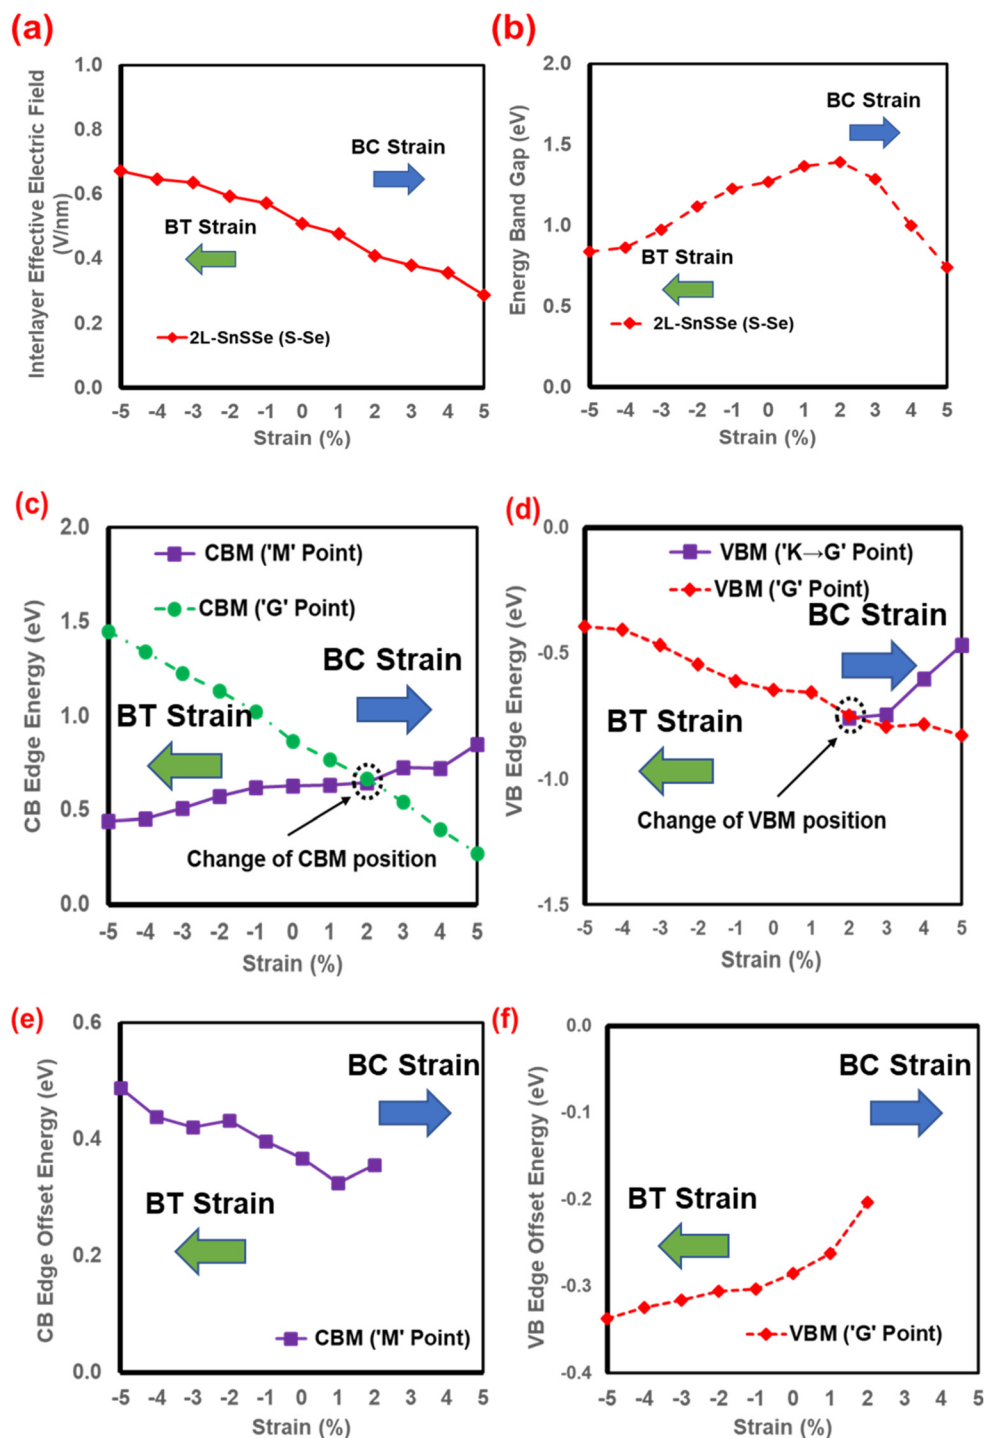 (a)
Interlayer Effective Electric Field
(V/nm)
1.0
0.8
0.6
0.4
0.2
0.0
BC Strain
BT Strain
2L-SnSSe (S-Se)
-5 -4 -3 -2 -1 0 1 2 3 4 5
Strain (%)
(b)
Energy Band Gap (eV)
2.0
1.5
1.0
0.5
0.0
BC Strain
BT Strain
2L-SnSSe (S-Se)
-5 -4 -3 -2 -1 0 1 2 3 4 5
Strain (%)
(c)
CB Edge Energy (eV)
2.0
1.5
1.0
0.5
0.0
CBM ('M' Point)
CBM ('G' Point)
BC Strain
BT Strain
Change of CBM position
-5 -4 -3 -2 -1 0 1 2 3 4 5
Strain (%)
(d)
VB Edge Energy (eV)
0.0
-0.5
-1.0
-1.5
VBM ('K→G' Point)
VBM ('G' Point)
BC Strain
BT Strain
Change of VBM position
-5 -4 -3 -2 -1 0 1 2 3 4 5
Strain (%)
(e)
CB Edge Offset Energy (eV)
0.6
0.4
0.2
0.0
BC Strain
BT Strain
CBM ('M' Point)
-5 -4 -3 -2 -1 0 1 2 3 4 5
Strain (%)
(f)
VB Edge Offset Energy (eV)
0.0
-0.1
-0.2
-0.3
-0.4
BC Strain
BT Strain
VBM ('G' Point)
-5 -4 -3 -2 -1 0 1 2 3 4 5
Strain (%)